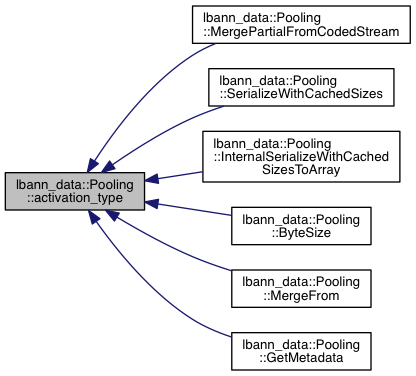 lbann_data::Pooling
::MergePartialFromCodedStream
lbann_data::Pooling
::SerializeWithCachedSizes
lbann_data::Pooling
::InternalSerializeWithCached
SizesToArray
lbann_data::Pooling
::activation_type
lbann_data::Pooling
::ByteSize
lbann_data::Pooling
::MergeFrom
lbann_data::Pooling
::GetMetadata